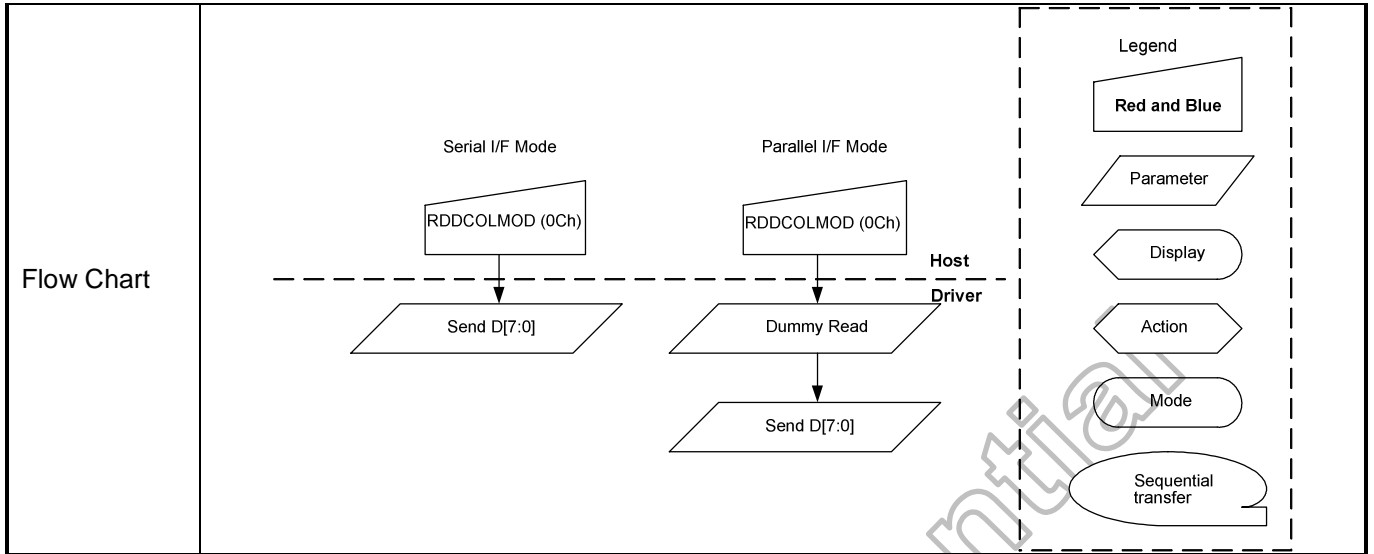 Flow Chart
Serial I/F Mode
Parallel I/F Mode
RDDCOLMOD (0Ch)
RDDCOLMOD (0Ch)
Host
Driver
Send D[7:0]
Dummy Read
Send D[7:0]
Legend
Red and Blue
Parameter
Display
Action
Mode
Sequential
transfer